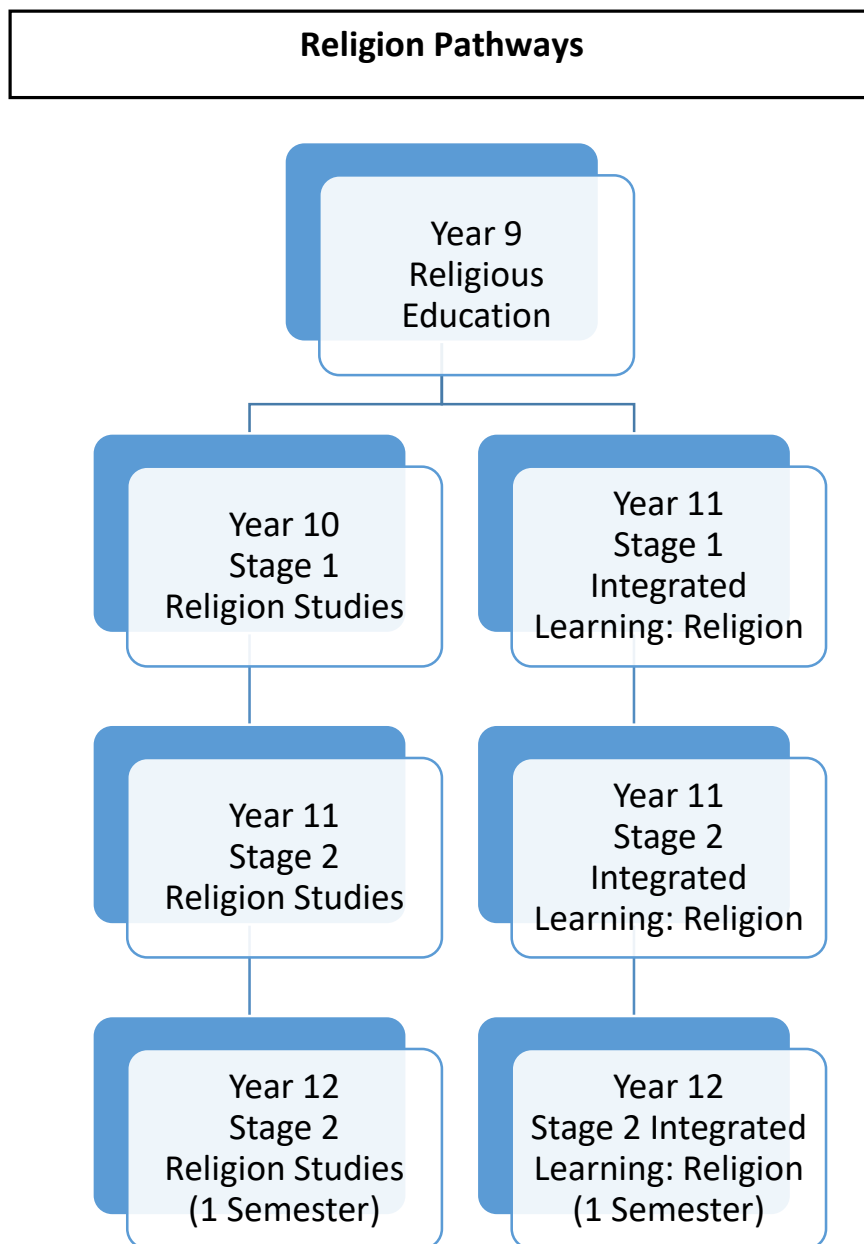 Religion Pathways
Year 9
Religious
Education
Year 10
Stage 1
Religion Studies
Year 11
Stage 1
Integrated
Learning: Religion
Year 11
Stage 2
Religion Studies
Year 11
Stage 2
Integrated
Learning: Religion
Year 12
Stage 2
Religion Studies
(1 Semester)
Year 12
Stage 2 Integrated
Learning: Religion
(1 Semester)